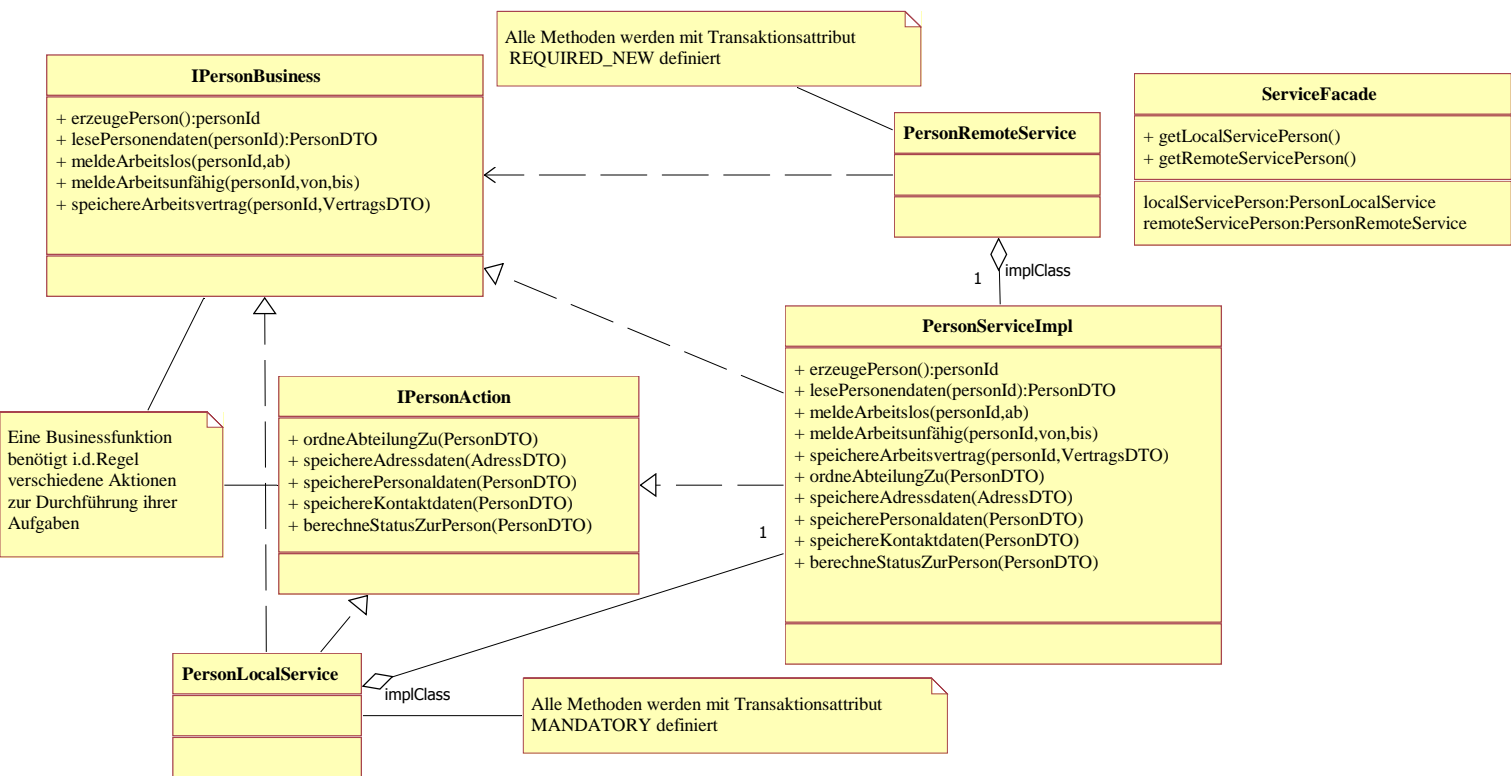 Alle Methoden werden mit Transaktionsattribut
REQUIRED_NEW definiert
IPersonBusiness
+ erzeugePerson():personId
+ lesePersonendaten(personId):PersonDTO
+ meldeArbeitslos(personId,ab)
+ meldeArbeitsunfähig(personId,von,bis)
+ speichereArbeitsvertrag(personId,VertragsDTO)
PersonRemoteService
ServiceFacade
+ getLocalServicePerson()
+ getRemoteServicePerson()
localServicePerson:PersonLocalService
remoteServicePerson:PersonRemoteService
implClass
1
PersonServiceImpl
+ erzeugePerson():personId
+ lesePersonendaten(personId):PersonDTO
+ meldeArbeitslos(personId,ab)
+ meldeArbeitsunfähig(personId,von,bis)
+ speichereArbeitsvertrag(personId,VertragsDTO)
+ ordneAbteilungZu(PersonDTO)
+ speichereAdressdaten(AdressDTO)
+ speicherePersonaldaten(PersonDTO)
+ speichereKontaktdaten(PersonDTO)
+ berechneStatusZurPerson(PersonDTO)
IPersonAction
+ ordneAbteilungZu(PersonDTO)
+ speichereAdressdaten(AdressDTO)
+ speicherePersonaldaten(PersonDTO)
+ speichereKontaktdaten(PersonDTO)
+ berechneStatusZurPerson(PersonDTO)
Eine Businessfunktion
benötigt i.d.Regel
verschiedene Aktionen
zur Durchführung ihrer
Aufgaben
1
PersonLocalService
implClass
Alle Methoden werden mit Transaktionsattribut
MANDATORY definiert